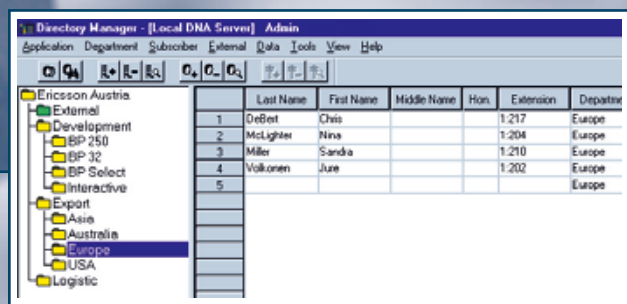 Directory Manager - [Local DNA Server] Admin
Application Department Subscriber External Data Tools View Help
Ericsson Austria
External
Development
BP 250
BP 32
BP Select
Interactive
Export
Asia
Australia
Europe
USA
Logistic
Last Name First Name Middle Name Hon. Extension Departme
1 DeBert Chris 1:217 Europe
2 McLighter Nina 1:204 Europe
3 Miller Sandra 1:210 Europe
4 Volkonen Jure 1:202 Europe
5 Europe